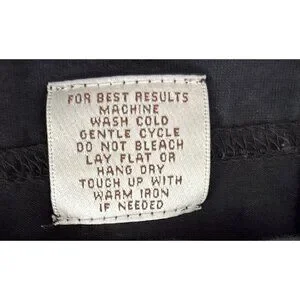 FOR BEST RESULTS
MACHINE
WASH COLD
GENTLE CYCLE
DO NOT BLEACH
LAY FLAT OR
HANG DRY
TOUCH UP WITH
WARM IRON
IF NEEDED